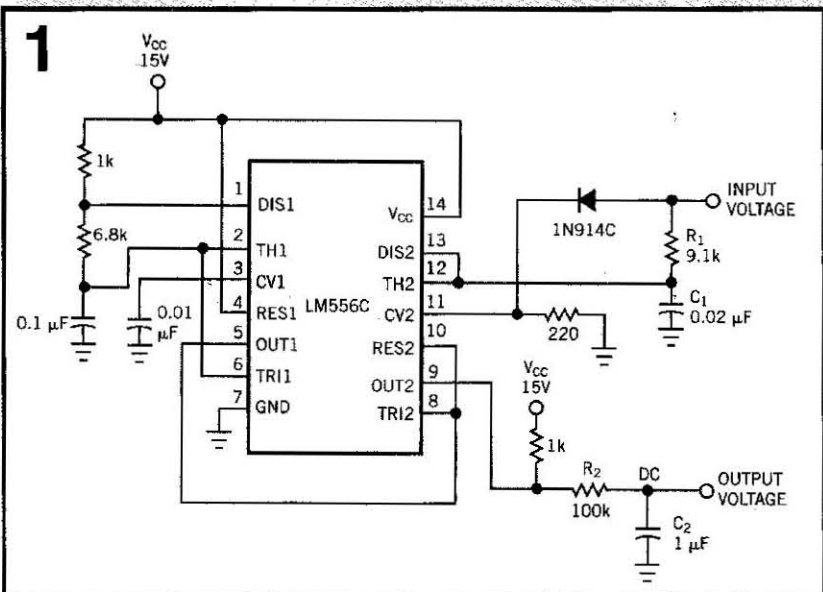 1
VCC
15V
1k
6.8k
0.1 μF
0.01
μF
1
2
3
4
5
6
7
DIS1
TH1
CV1
RES1
OUT1
TRI1
GND
LM556C
VCC
DIS2
TH2
CV2
RES2
OUT2
TRI2
14
13
12
11
10
9
8
1N914C
INPUT
VOLTAGE
R1
9.1k
C1
0.02 μF
220
VCC
15V
1k
R2
100k
DC
OUTPUT
VOLTAGE
C2
1 μF